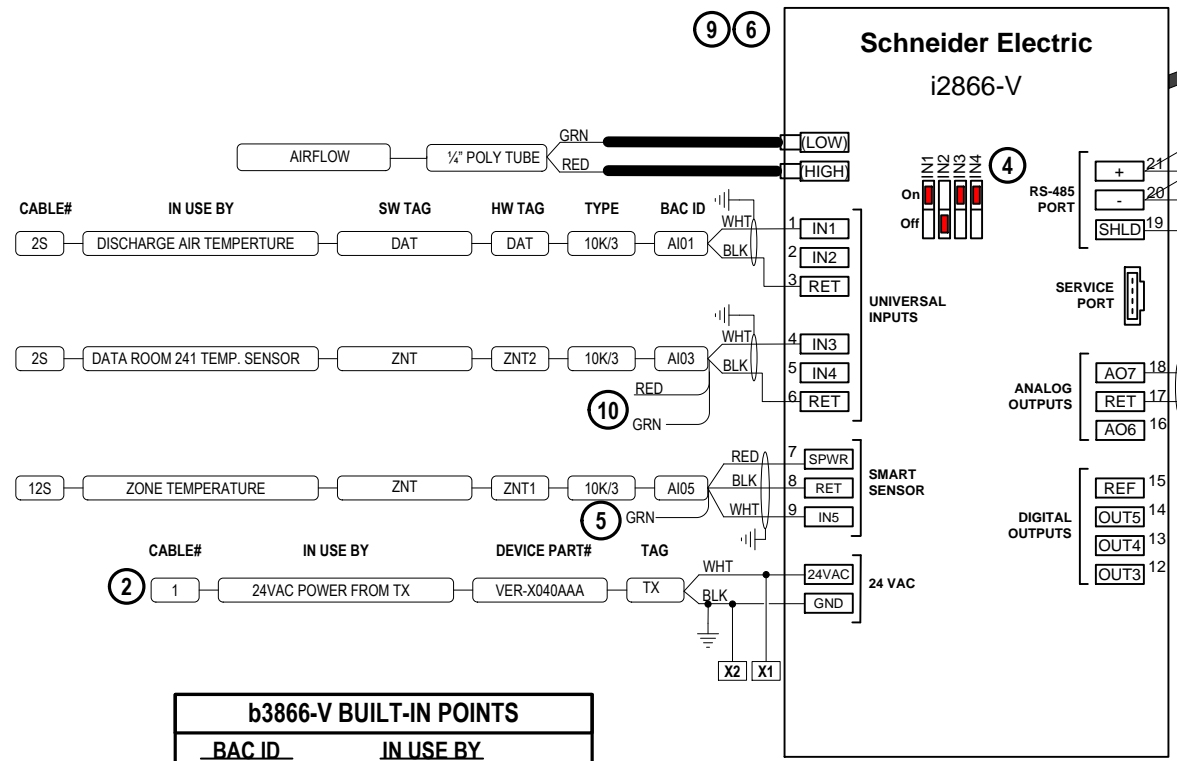 9 6
Schneider Electric
i2866-V
AIRFLOW ¼" POLY TUBE GRN RED (LOW) (HIGH)
IN1 IN2 IN3 IN4 4
On
Off
RS-485 PORT + 21
- 20
SHLD 19
CABLE# IN USE BY SW TAG HW TAG TYPE BAC ID
2S DISCHARGE AIR TEMPERTURE DAT DAT 10K/3 AI01 WHT BLK
1 IN1
2 IN2
3 RET
UNIVERSAL INPUTS
SERVICE PORT
2S DATA ROOM 241 TEMP. SENSOR ZNT ZNT2 10K/3 AI03 WHT BLK
RED
10 GRN
4 IN3
5 IN4
6 RET
ANALOG OUTPUTS AO7 18
RET 17
AO6 16
12S ZONE TEMPERATURE ZNT ZNT1 10K/3 AI05 RED BLK WHT
5 GRN
7 SPWR
8 RET
9 IN5
SMART SENSOR
DIGITAL OUTPUTS REF 15
OUT5 14
OUT4 13
OUT3 12
CABLE# IN USE BY DEVICE PART# TAG
2 1 24VAC POWER FROM TX VER-X040AAA TX WHT BLK
24VAC
GND
24 VAC
X2 X1
b3866-V BUILT-IN POINTS
BAC ID IN USE BY